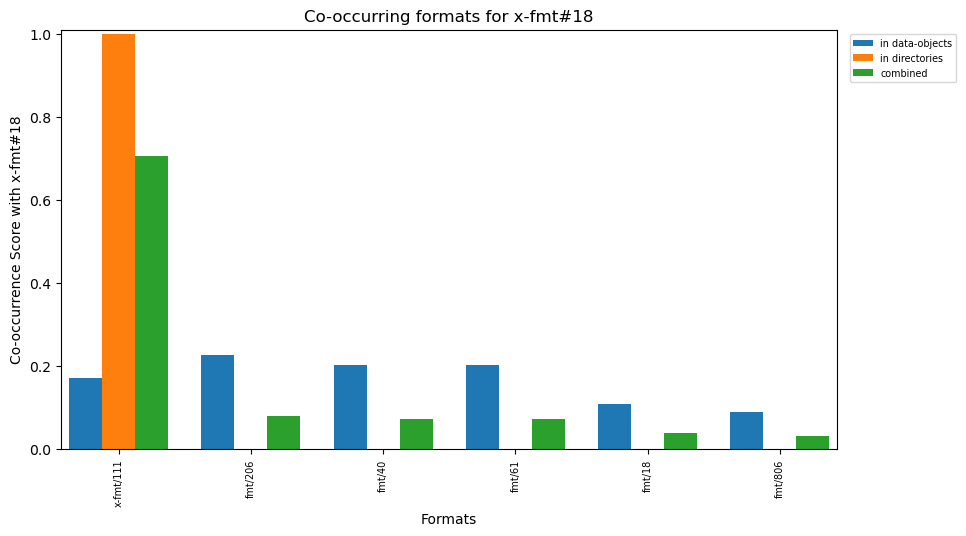 Co-occurring formats for x-fmt#18
in data-objects
in directories
combined
Co-occurrence Score with x-fmt#18
1.0
0.8
0.6
0.4
0.2
0.0
x-fmt/111
fmt/206
fmt/40
fmt/61
fmt/18
fmt/806
Formats